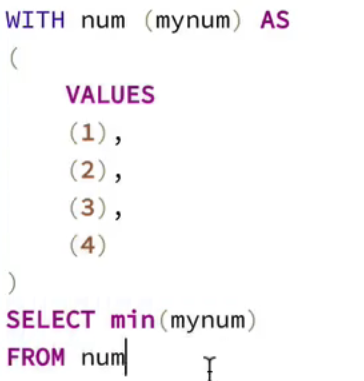 WITH num (mynum) AS
(
    VALUES
    (1),
    (2),
    (3),
    (4)
)
SELECT min(mynum)
FROM num